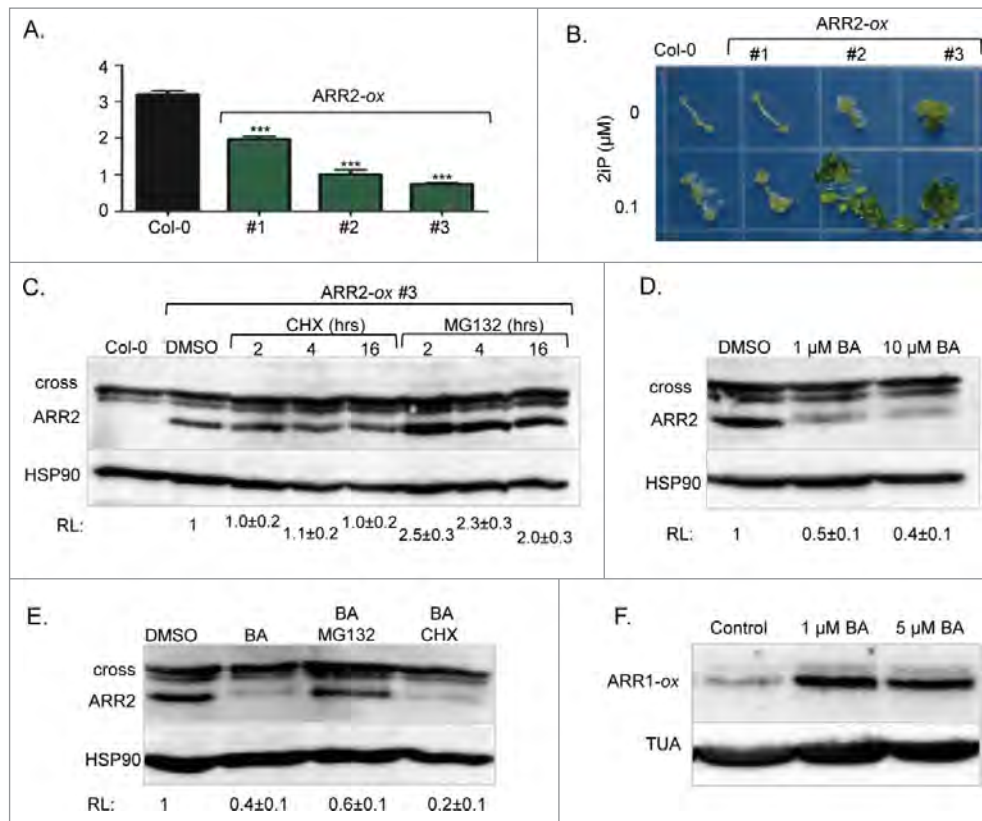 A.
4
3
2
1
0
ARR2-ox
*** *** ***
Col-0 #1 #2 #3
B.
ARR2-ox
Col-0 #1 #2 #3
2iP (µM)
0
0.1
C.
ARR2-ox #3
CHX (hrs) MG132 (hrs)
Col-0 DMSO 2 4 16 2 4 16
cross
ARR2
HSP90
RL: 1 1.0±0.2 1.1±0.2 1.0±0.2 2.5±0.3 2.3±0.3 2.0±0.3
D.
DMSO 1 µM BA 10 µM BA
cross
ARR2
HSP90
RL: 1 0.5±0.1 0.4±0.1
E.
DMSO BA BA MG132 BA CHX
cross
ARR2
HSP90
RL: 1 0.4±0.1 0.6±0.1 0.2±0.1
F.
Control 1 µM BA 5 µM BA
ARR1-ox
TUA